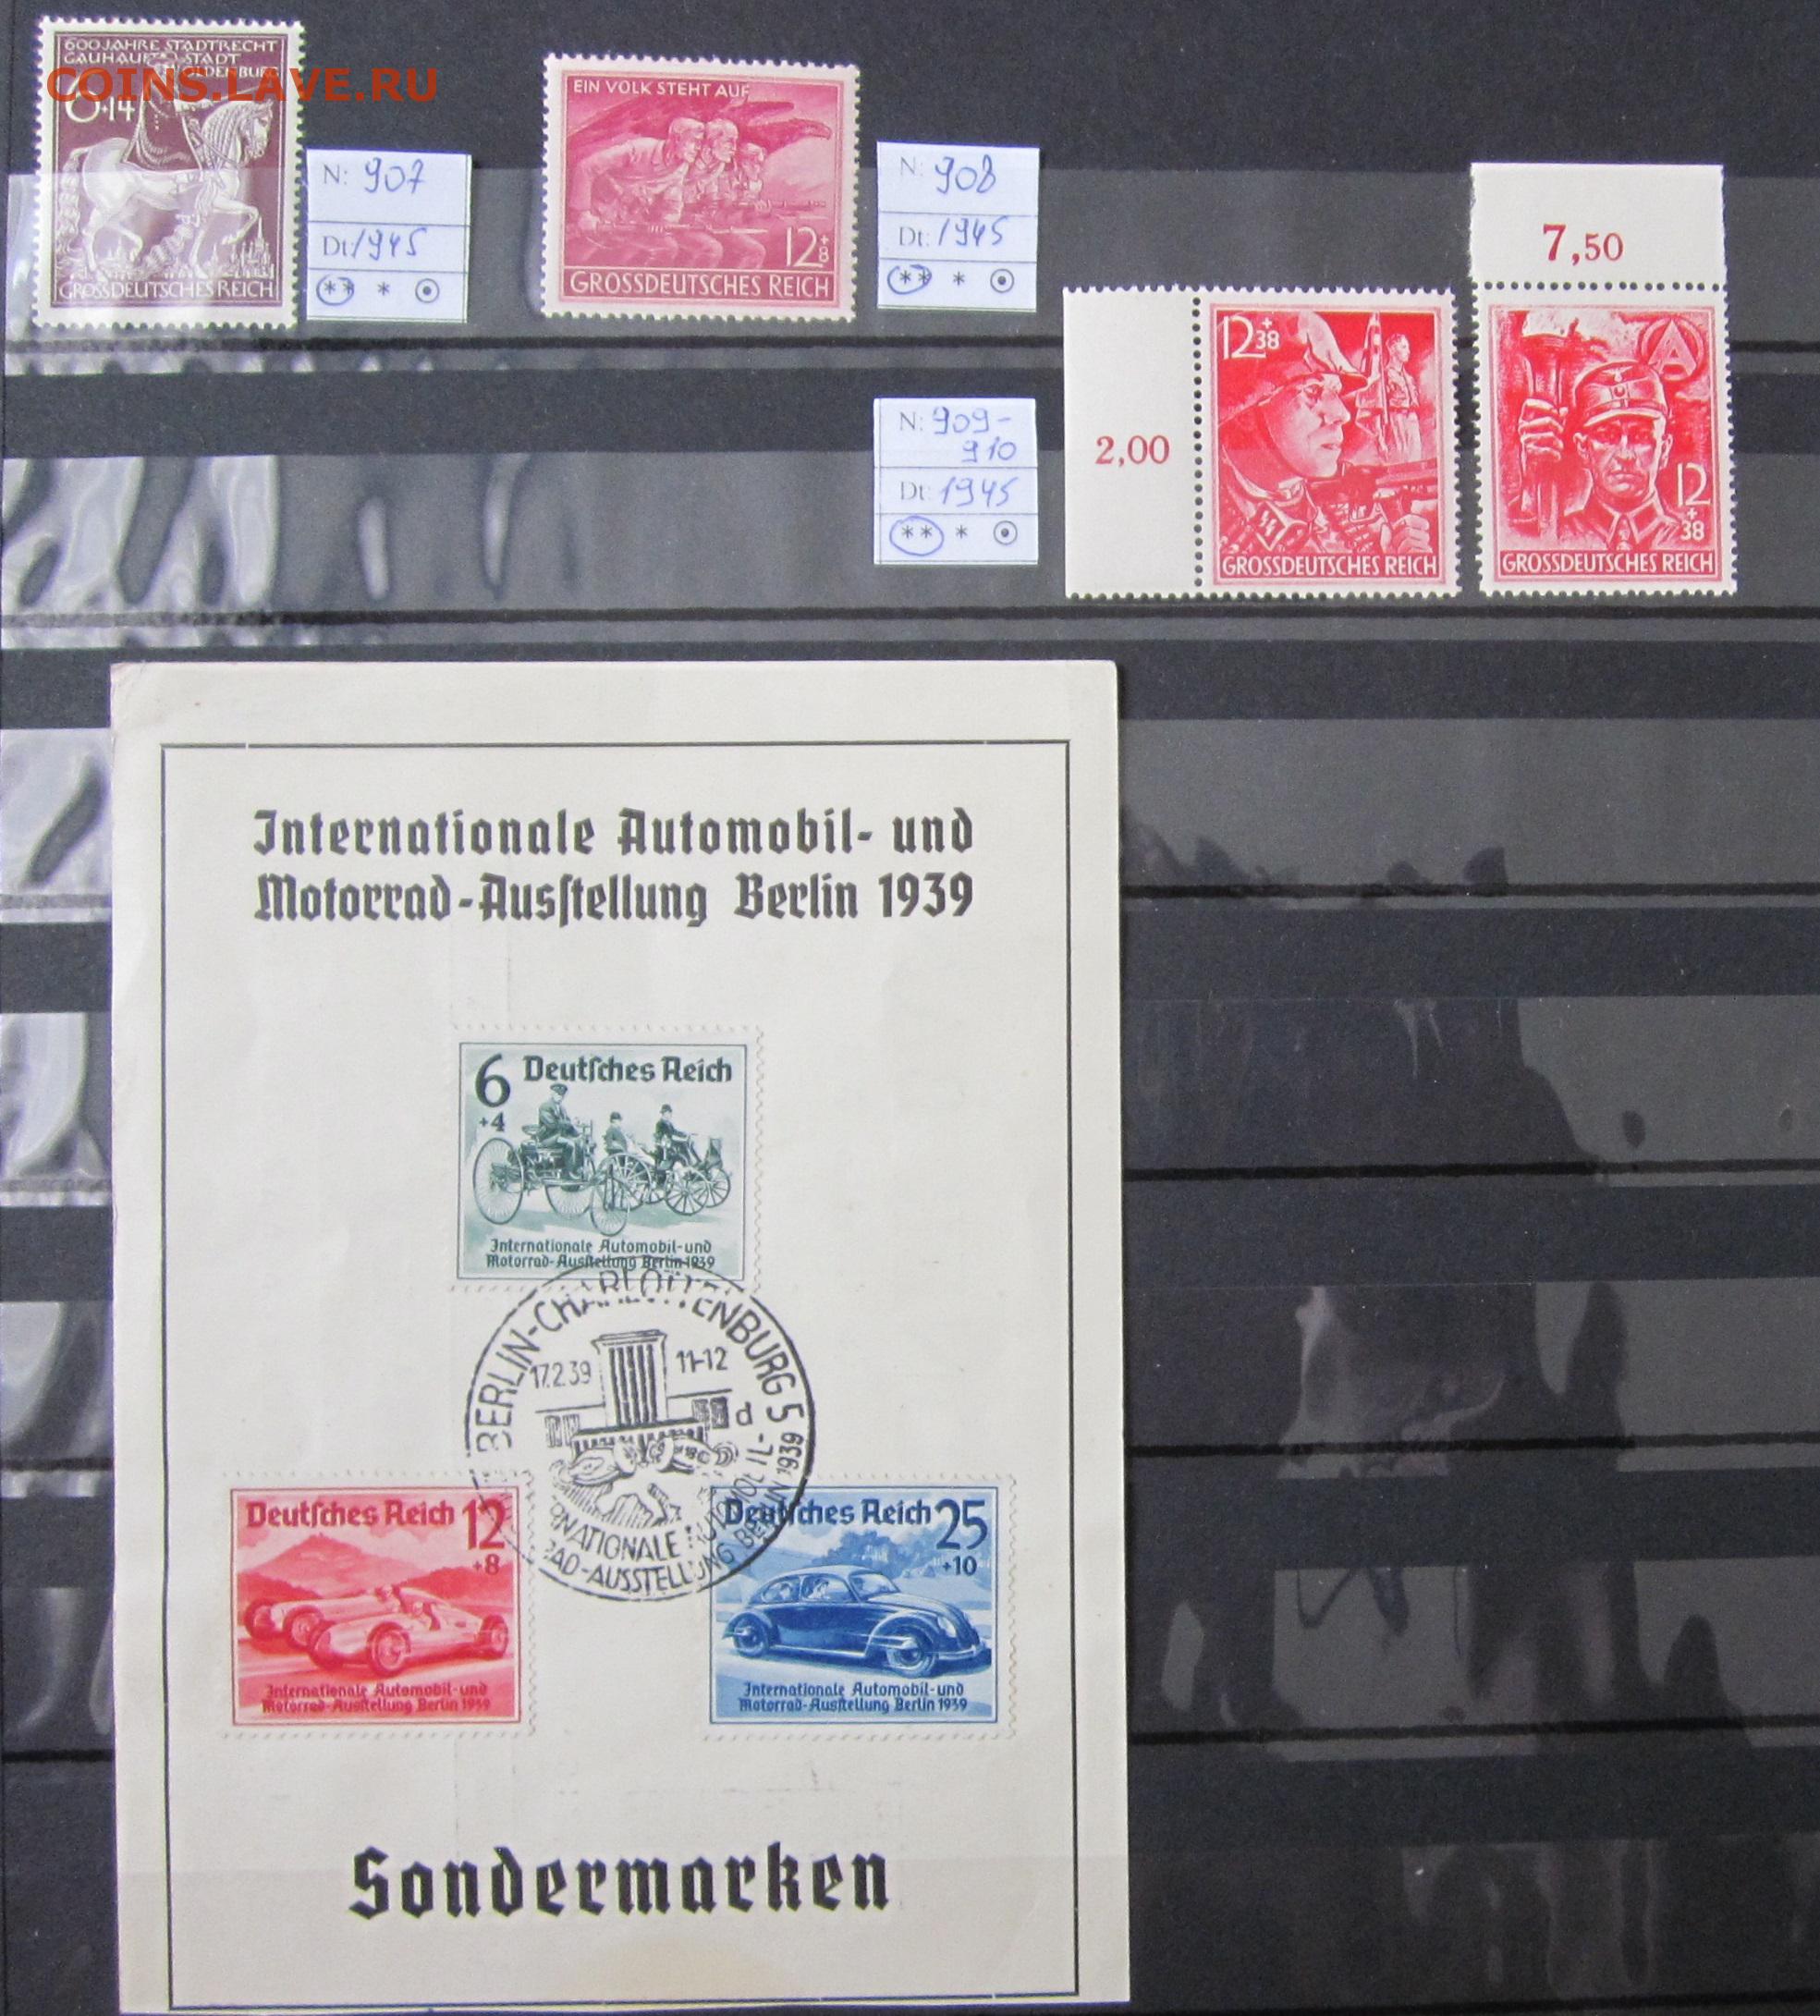 600 JAHRE STADTRECHT
GAUHAUPTSTADT
OLDENBURG
COINS.LAVE.RU
6+14
GROSSDEUTSCHES REICH
N: 907
Dt: 1945
** *
EIN VOLK STEHT AUF
12+8
GROSSDEUTSCHES REICH
N: 908
Dt: 1945
** *
N: 909-
910
Dt: 1945
** *
2,00
12+38
GROSSDEUTSCHES REICH
7,50
12
+
38
GROSSDEUTSCHES REICH
Internationale Automobil- und
Motorrad-Ausſtellung Berlin 1939
6 Deutſches Reich
+4
Internationale Automobil-und
Motorrad-Ausſtellung Berlin 1939
BERLIN-CHARLOTTENBURG 5
17.2.39 11-12
d
RNATIONALE AUTOMOBIL-
RAD-AUSSTELLUNG BERLIN 1939
Deutſches Reich 12
+8
Internationale Automobil-und
Motorrad-Ausſtellung Berlin 1939
Deutſches Reich 25
+10
Internationale Automobil-und
Motorrad-Ausſtellung Berlin 1939
Sondermarken